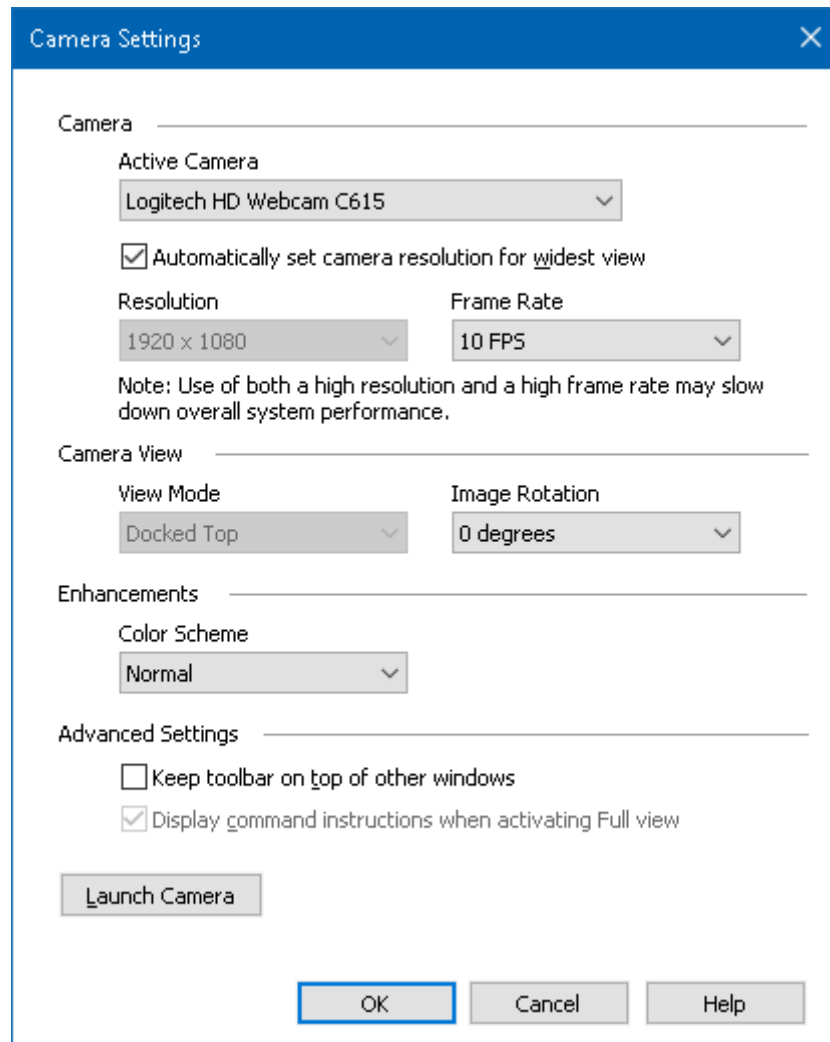 Camera Settings
Camera
Active Camera
Logitech HD Webcam C615
Automatically set camera resolution for widest view
Resolution Frame Rate
1920 x 1080 10 FPS
Note: Use of both a high resolution and a high frame rate may slow
down overall system performance.
Camera View
View Mode Image Rotation
Docked Top 0 degrees
Enhancements
Color Scheme
Normal
Advanced Settings
Keep toolbar on top of other windows
Display command instructions when activating Full view
Launch Camera
OK Cancel Help